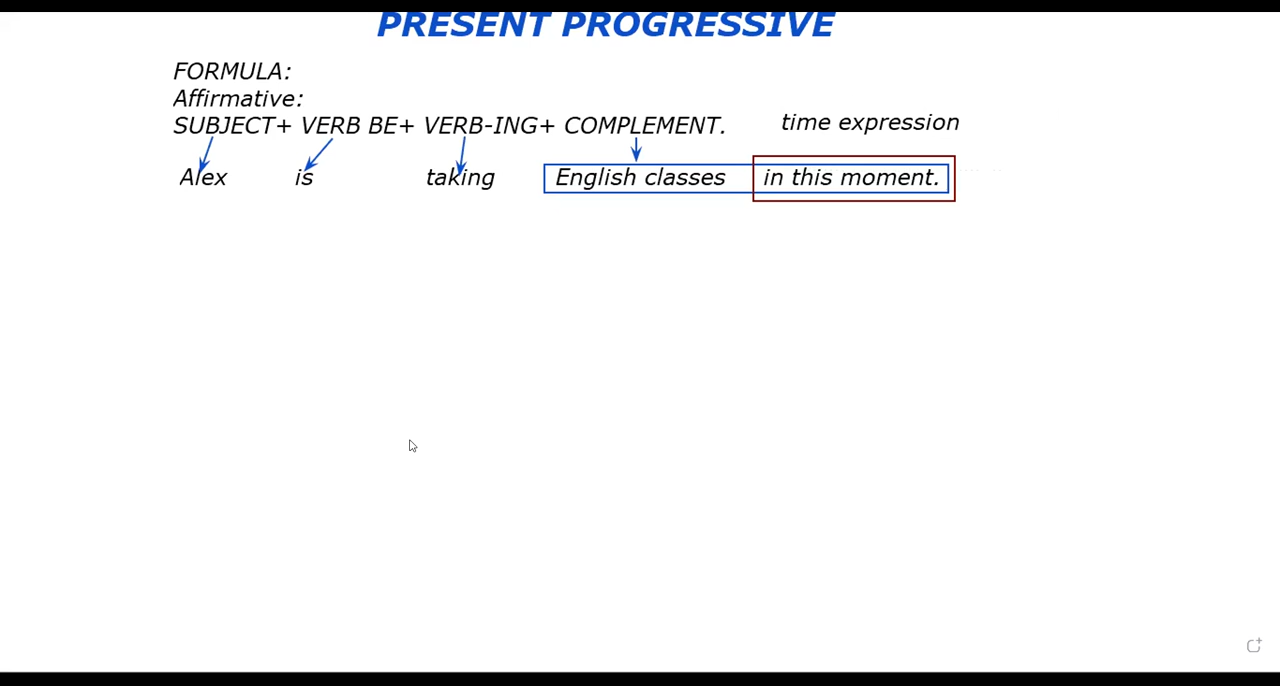 PRESENT PROGRESSIVE
FORMULA:
Affirmative:
SUBJECT+ VERB BE+ VERB-ING+ COMPLEMENT. time expression
Alex is taking English classes in this moment.